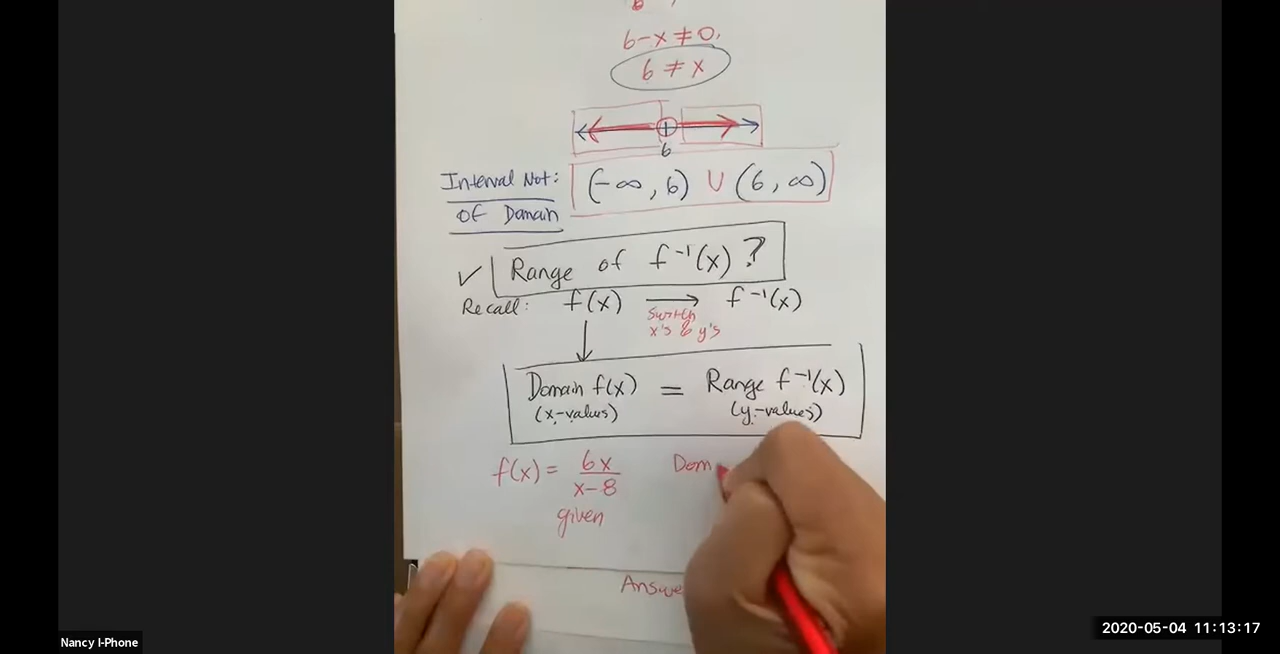 6-x ≠ 0,
6 ≠ x
6
Interval Not: (-∞, 6) ∪ (6, ∞)
of Domain
✓ Range of f⁻¹(x)?
Recall: f(x) → f⁻¹(x)
Switch
x's & y's
Domain f(x) = Range f⁻¹(x)
(x-values) (y-values)
f(x) = 6x / x-8 Dom
given
Answe
Nancy I-Phone
2020-05-04 11:13:17